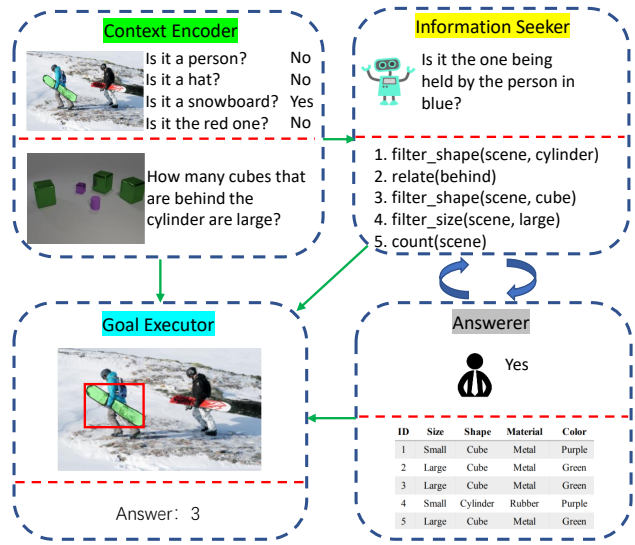 Context Encoder
Is it a person? No
Is it a hat? No
Is it a snowboard? Yes
Is it the red one? No
How many cubes that
are behind the
cylinder are large?
Information Seeker
Is it the one being
held by the person in
blue?
1. filter_shape(scene, cylinder)
2. relate(behind)
3. filter_shape(scene, cube)
4. filter_size(scene, large)
5. count(scene)
Goal Executor
Answer: 3
Answerer
Yes
ID Size Shape Material Color
1 Small Cube Metal Purple
2 Large Cube Metal Green
3 Large Cube Metal Green
4 Small Cylinder Rubber Purple
5 Large Cube Metal Green